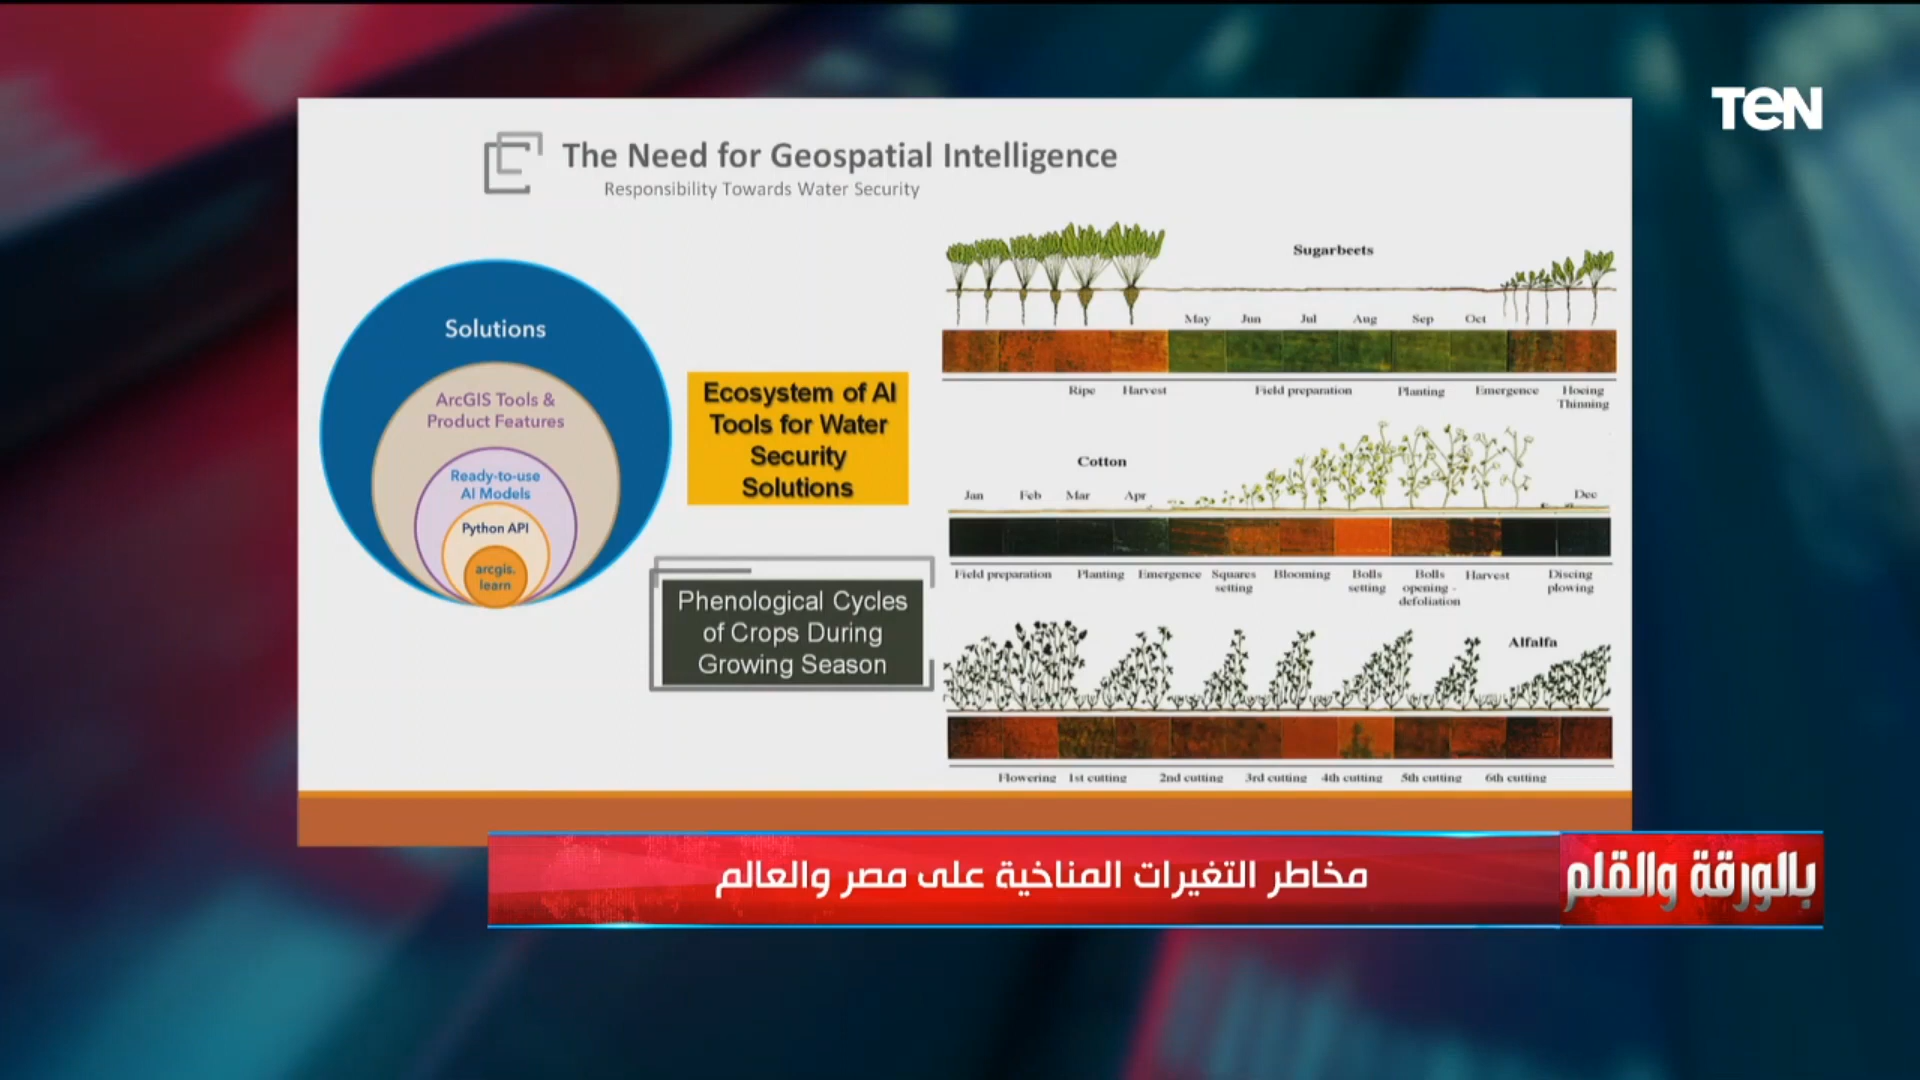 TeN
The Need for Geospatial Intelligence
Responsibility Towards Water Security
Solutions
ArcGIS Tools &
Product Features
Ready-to-use
AI Models
Python API
arcgis.
learn
Ecosystem of AI
Tools for Water
Security
Solutions
Phenological Cycles
of Crops During
Growing Season
Sugarbeets
May Jun Jul Aug Sep Oct
Ripe Harvest Field preparation Planting Emergence Hoeing
Thinning
Cotton
Jan Feb Mar Apr Dec
Field preparation Planting Emergence Squares Blooming Bolls Bolls Harvest Discing
setting setting opening - plowing
defoliation
Alfalfa
Flowering 1st cutting 2nd cutting 3rd cutting 4th cutting 5th cutting 6th cutting
بالورقة والقلم
مخاطر التغيرات المناخية على مصر والعالم